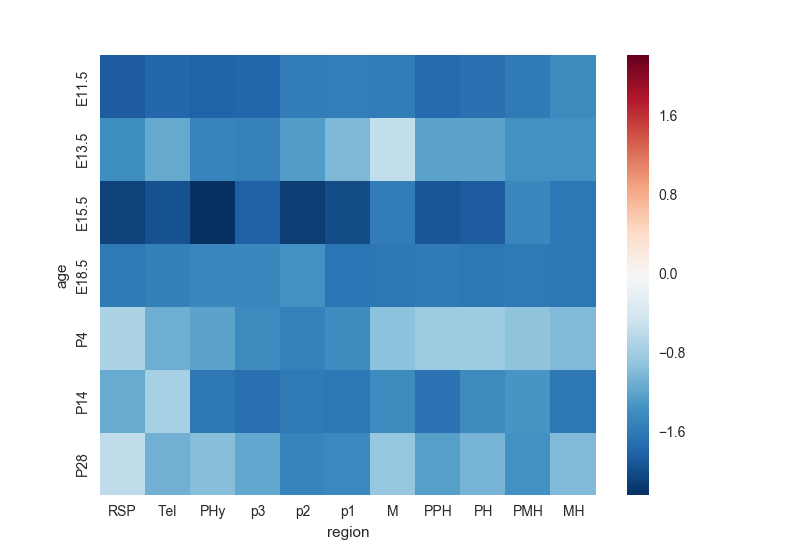 E11.5
E13.5
E15.5
E18.5
P4
P14
P28
age
RSP Tel PHy p3 p2 p1 M PPH PH PMH MH
region
1.6
0.8
0.0
−0.8
−1.6